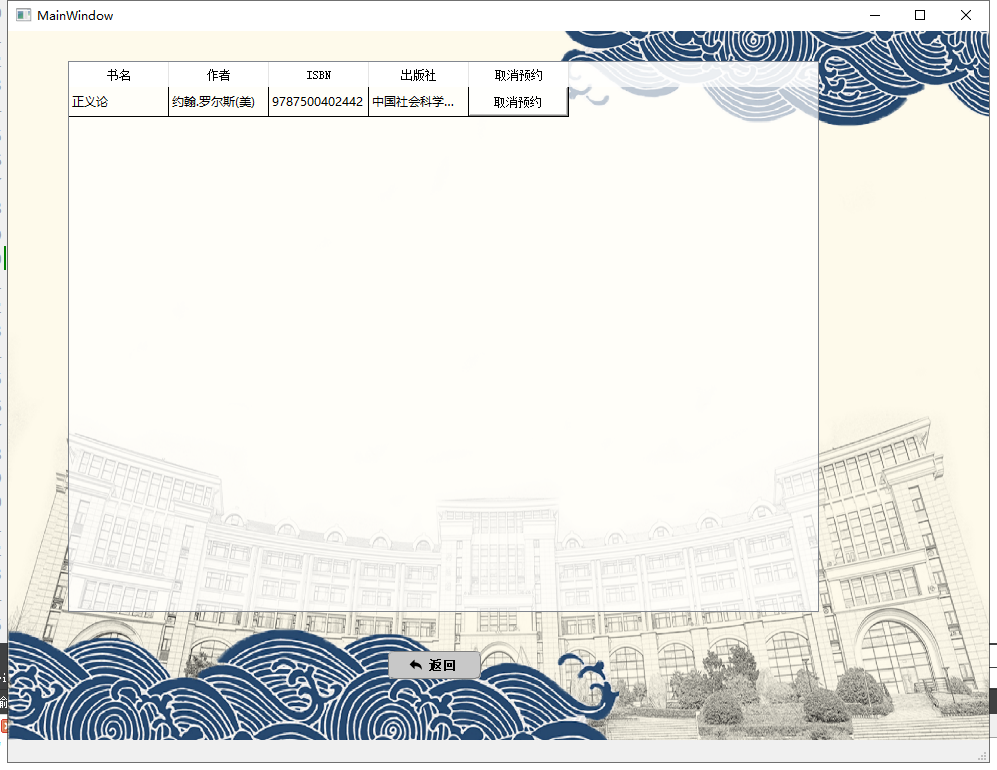 MainWindow
书名 作者 ISBN 出版社 取消预约
正义论 约翰.罗尔斯(美) 9787500402442 中国社会科学... 取消预约
返回